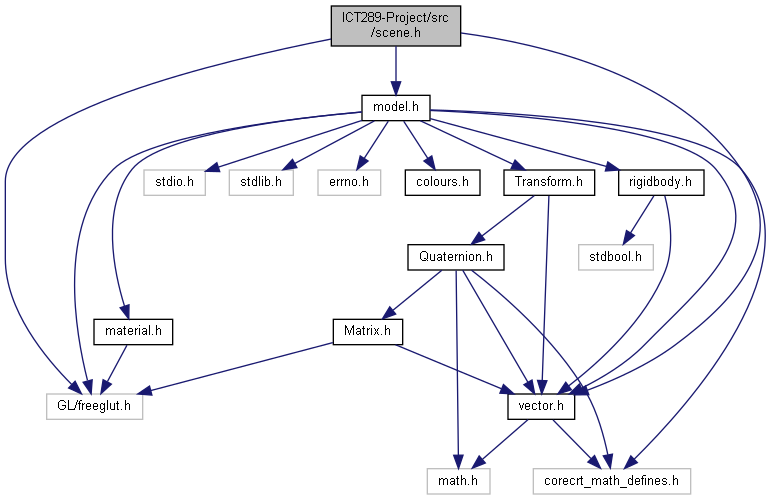 ICT289-Project/src
/scene.h
model.h
stdio.h
stdlib.h
errno.h
colours.h
Transform.h
rigidbody.h
Quaternion.h
stdbool.h
material.h
Matrix.h
GL/freeglut.h
vector.h
math.h
corecrt_math_defines.h